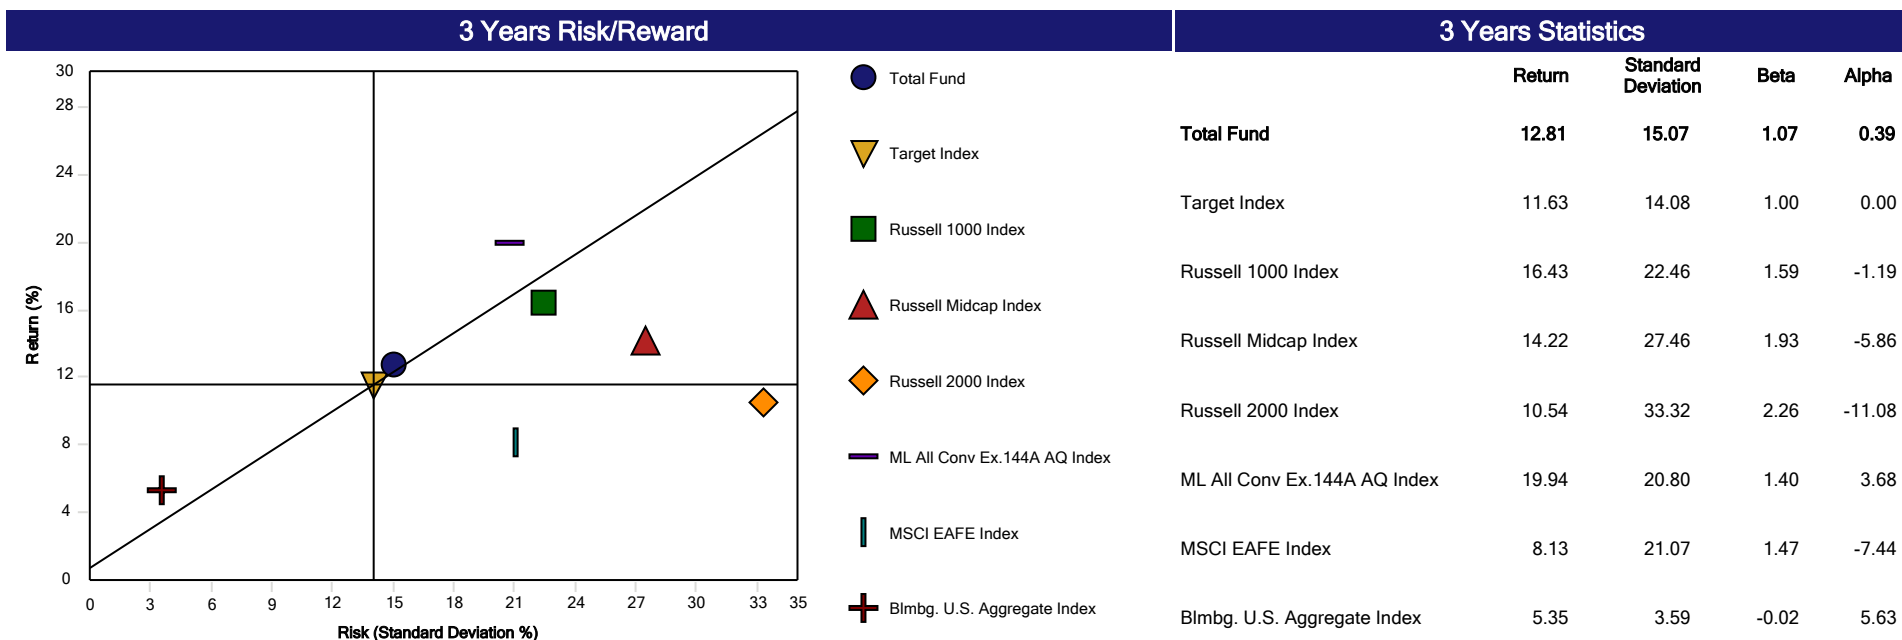 3 Years Risk/Reward
30
28
24
20
16
12
8
4
0
Return (%)
0 3 6 9 12 15 18 21 24 27 30 33 35
Risk (Standard Deviation %)
Total Fund
Target Index
Russell 1000 Index
Russell Midcap Index
Russell 2000 Index
ML All Conv Ex.144A AQ Index
MSCI EAFE Index
Blmbg. U.S. Aggregate Index
3 Years Statistics
Return Standard Deviation Beta Alpha
Total Fund 12.81 15.07 1.07 0.39
Target Index 11.63 14.08 1.00 0.00
Russell 1000 Index 16.43 22.46 1.59 -1.19
Russell Midcap Index 14.22 27.46 1.93 -5.86
Russell 2000 Index 10.54 33.32 2.26 -11.08
ML All Conv Ex.144A AQ Index 19.94 20.80 1.40 3.68
MSCI EAFE Index 8.13 21.07 1.47 -7.44
Blmbg. U.S. Aggregate Index 5.35 3.59 -0.02 5.63